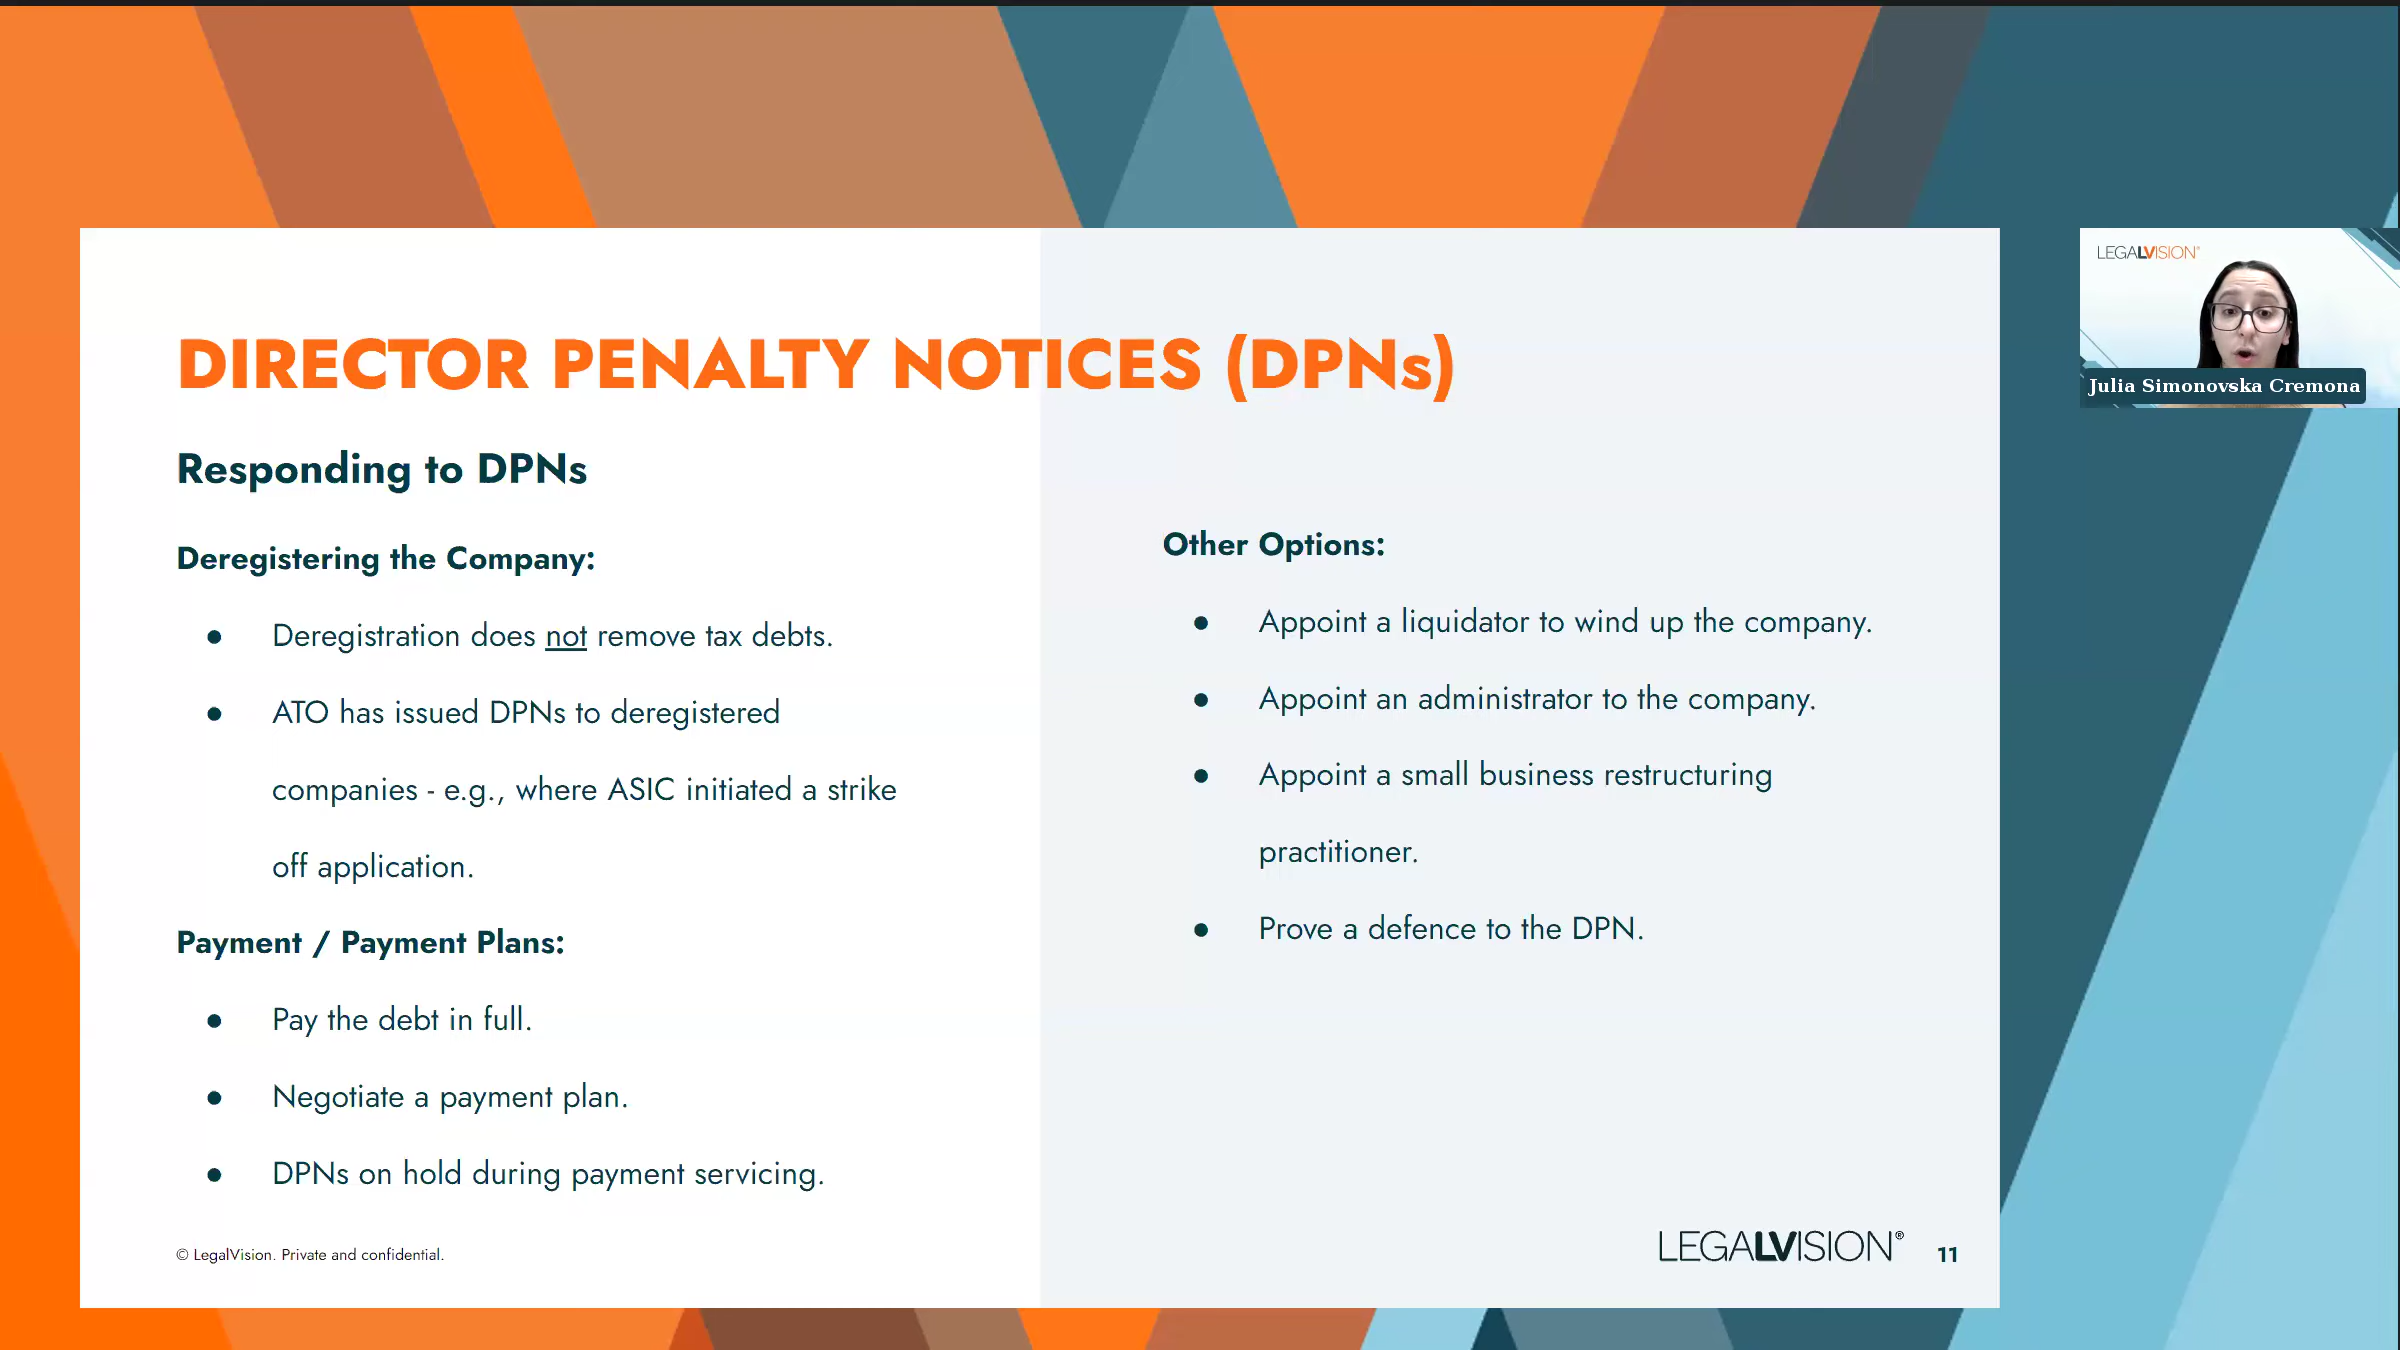 DIRECTOR PENALTY NOTICES (DPNs)
Responding to DPNs
Deregistering the Company:
● Deregistration does not remove tax debts.
● ATO has issued DPNs to deregistered
companies - e.g., where ASIC initiated a strike
off application.
Payment / Payment Plans:
● Pay the debt in full.
● Negotiate a payment plan.
● DPNs on hold during payment servicing.
Other Options:
● Appoint a liquidator to wind up the company.
● Appoint an administrator to the company.
● Appoint a small business restructuring
practitioner.
● Prove a defence to the DPN.
© LegalVision. Private and confidential.
LEGALVISION®
11
LEGALVISION®
Julia Simonovska Cremona